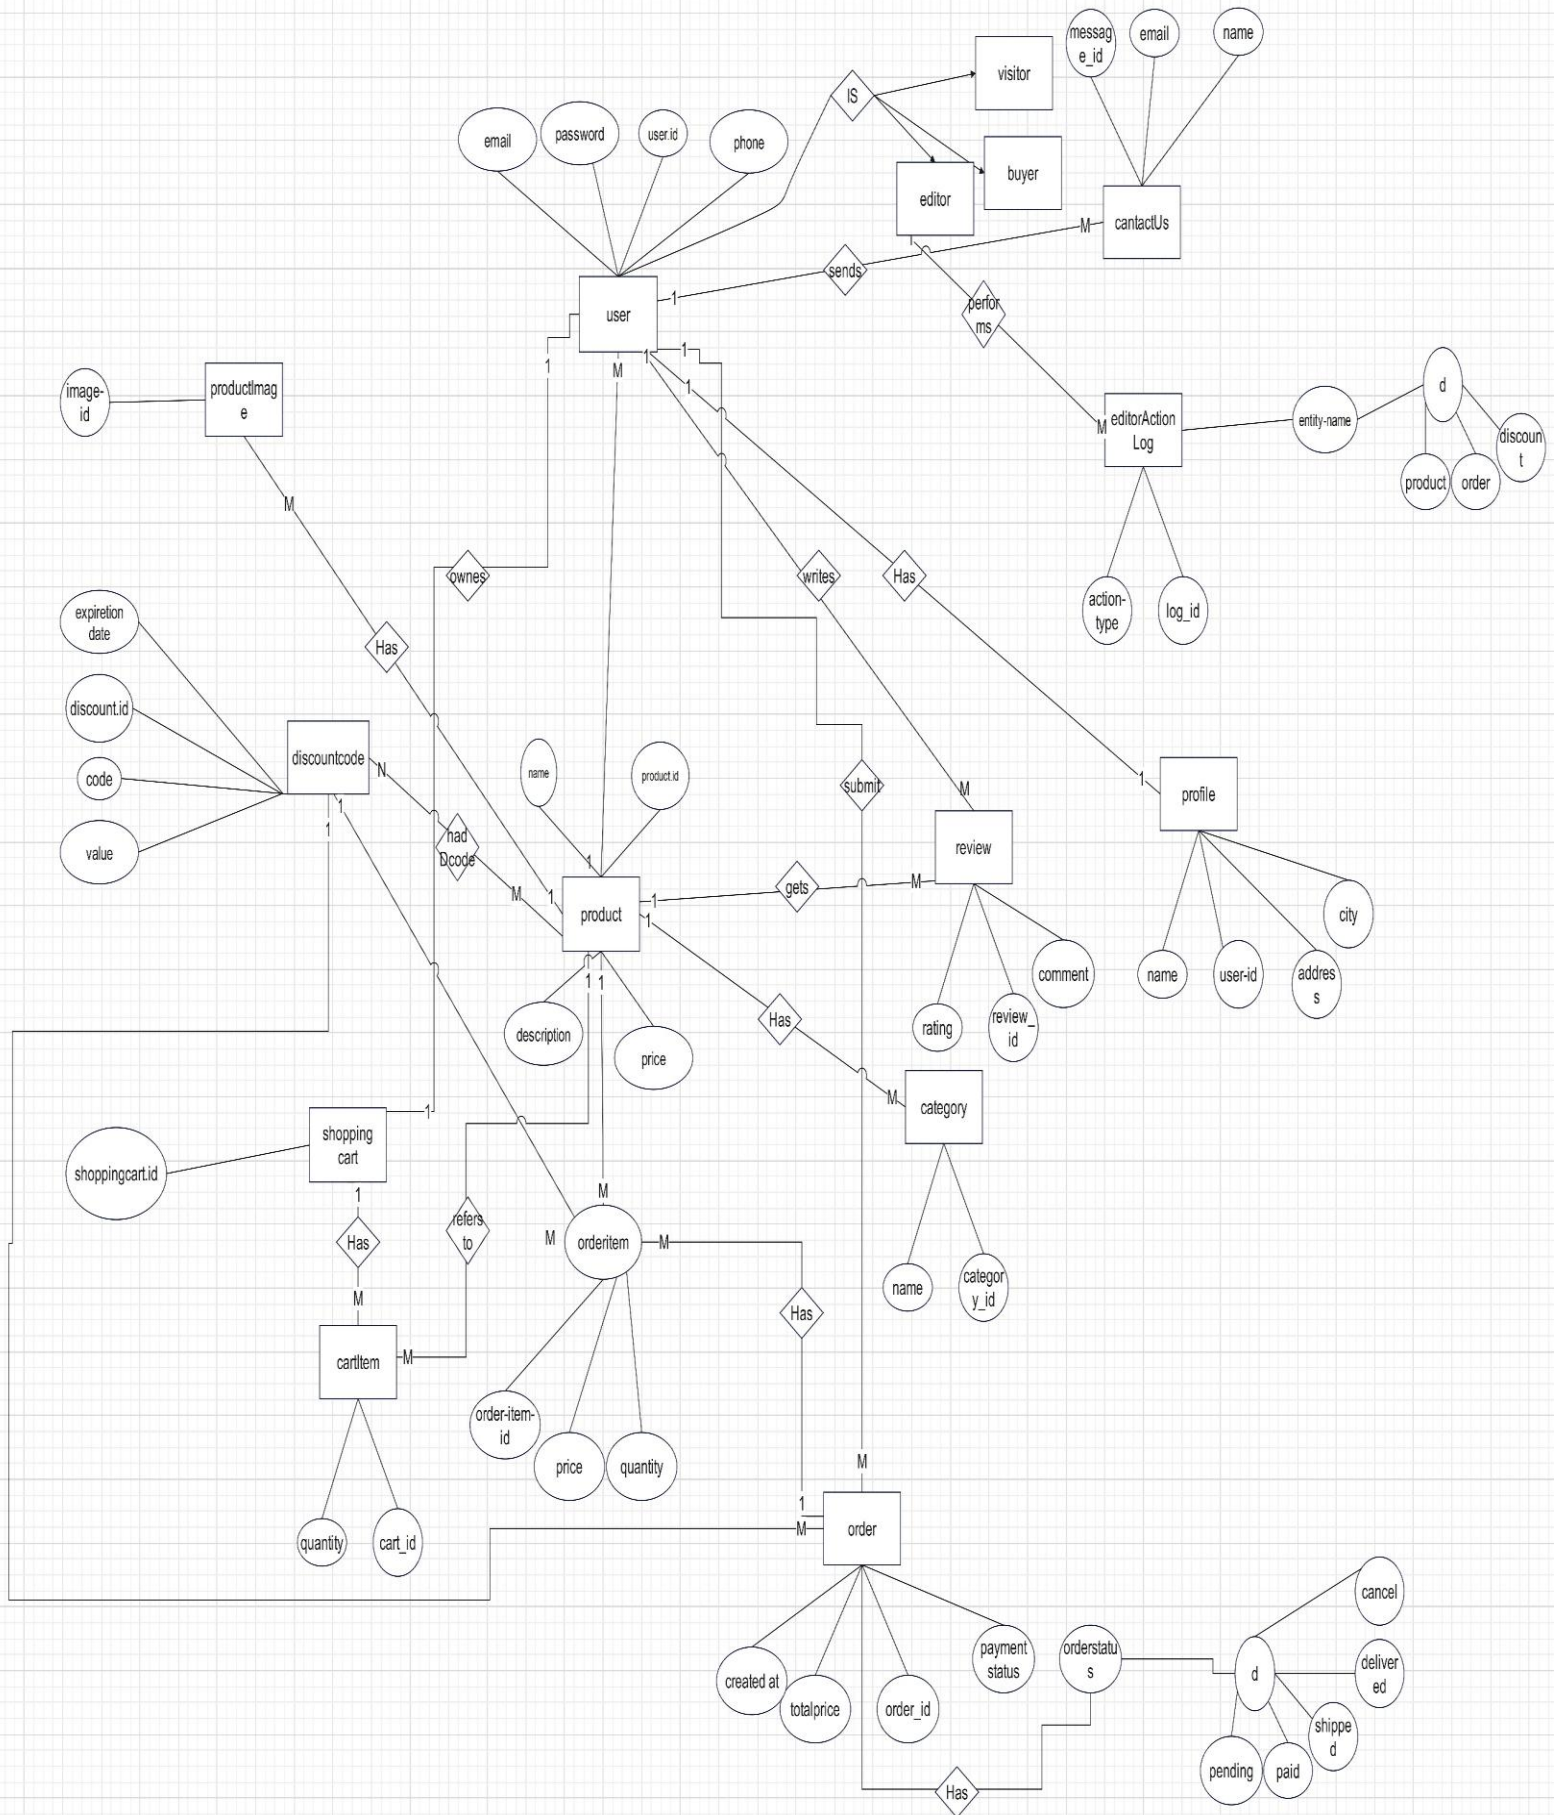 messag
e_id
email
name
visitor
IS
email
password
user.id
phone
buyer
editor
cantactUs
M
1
sends
1
perfor
ms
user
1
1
1
M
1
productImag
e
image-
id
editorAction
Log
M
entity-name
d
discoun
t
product
order
M
ownes
writes
Has
action-
type
log_id
expiretion
date
Has
discount.id
discountcode
N
code
1
1
value
had
Dcode
M
name
product.id
1
1
product
1
1
1
1
gets
M
submit
M
review
1
profile
city
name
user-id
addres
s
comment
rating
review_
id
description
price
Has
M
category
name
categor
y_id
1
shopping
cart
shoppingcart.id
1
Has
M
refers
to
M
M
orderitem
M
Has
cartItem
M
order-item-
id
price
quantity
quantity
cart_id
M
1
M
order
created at
totalprice
order_id
payment
status
orderstatu
s
d
cancel
deliver
ed
shippe
d
pending
paid
Has